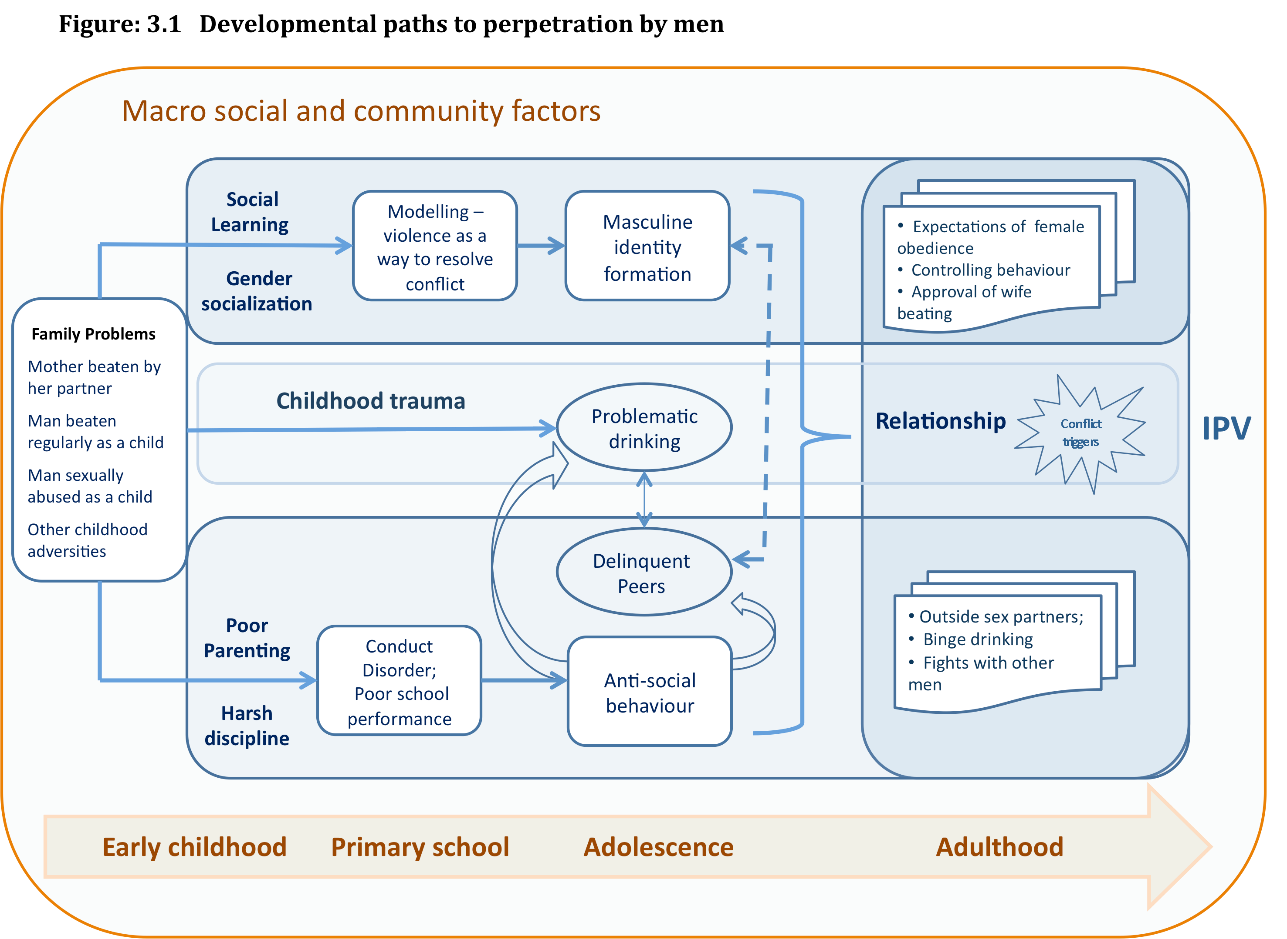 Figure: 3.1   Developmental paths to perpetration by men
Macro social and community factors
Social
Learning
Gender
socialization
Modelling –
violence as a
way to resolve
conflict
Masculine
identity
formation
• Expectations of female
obedience
• Controlling behaviour
• Approval of wife
beating
Family Problems
Mother beaten by
her partner
Man beaten
regularly as a child
Man sexually
abused as a child
Other childhood
adversities
Childhood trauma
Problematic
drinking
Relationship
Conflict
triggers
IPV
Delinquent
Peers
Poor
Parenting
Harsh
discipline
Conduct
Disorder;
Poor school
performance
Anti-social
behaviour
• Outside sex partners;
• Binge drinking
• Fights with other
men
Early childhood
Primary school
Adolescence
Adulthood